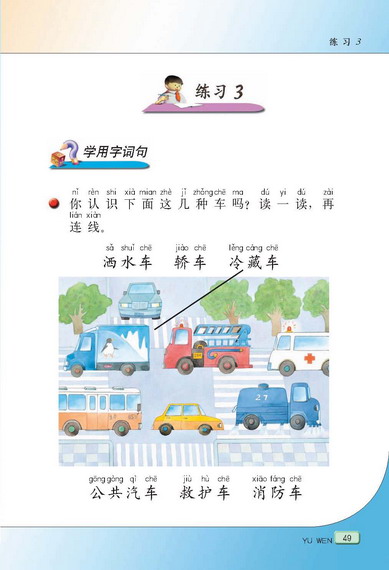 练习 3
练习 3
学用字词句
nǐ rèn shi xià mian zhè jǐ zhǒng chē ma dú yi dú zài
你认识下面这几种车吗？读一读，再
lián xiàn
连线。
sǎ shuǐ chē jiào chē lěng cáng chē
洒水车 轿车 冷藏车
gōng gòng qì chē jiù hù chē xiāo fáng chē
公共汽车 救护车 消防车
YU WEN 49